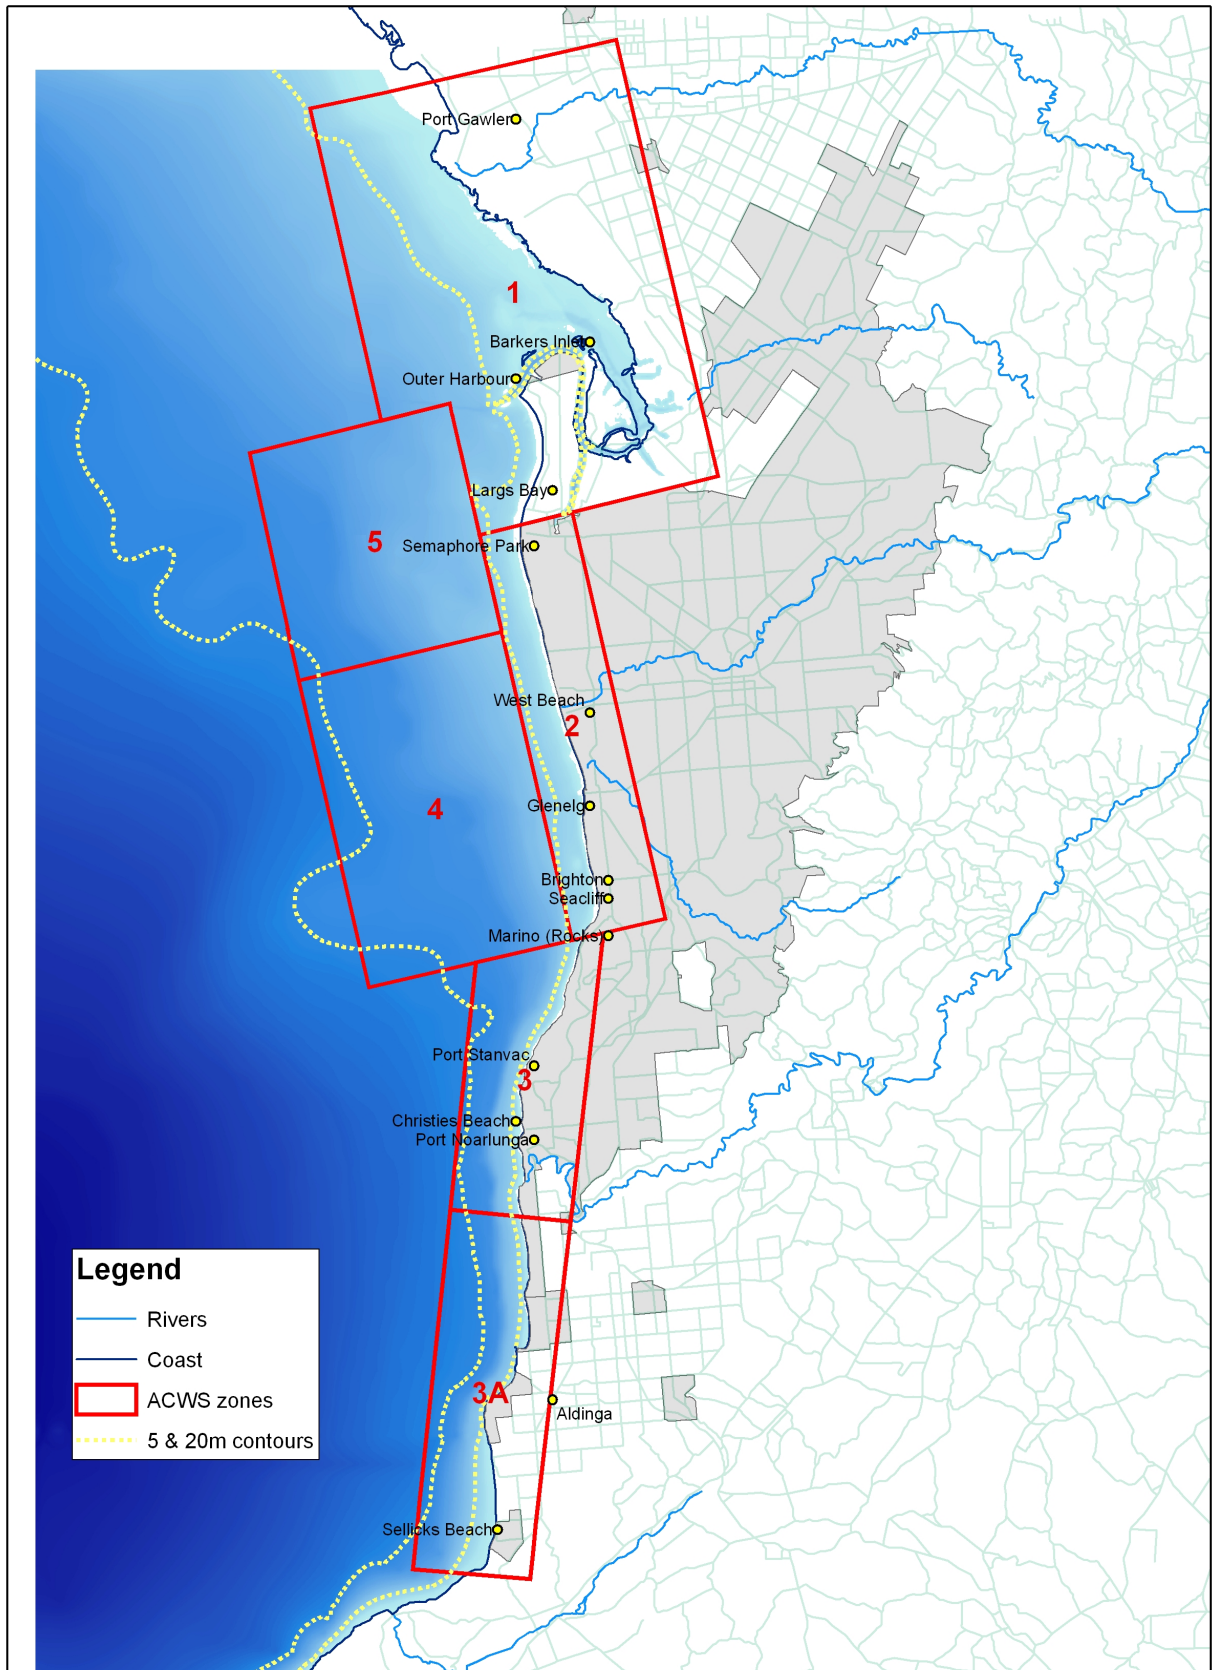 Port Gawler
1
Barkers Inlet
Outer Harbour
Largs Bay
5
Semaphore Park
West Beach
2
4
Glenelg
Brighton
Seacliff
Marino (Rocks)
Port Stanvac
3
Christies Beach
Port Noarlunga
Legend
Rivers
Coast
ACWS zones
5 & 20m contours
3A
Aldinga
Sellicks Beach